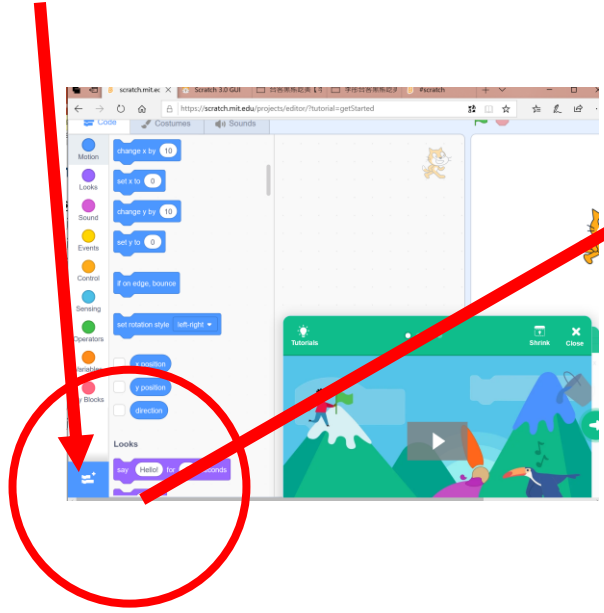 scratch.mit.ec
Scratch 3.0 GUI
#scratch
https://scratch.mit.edu/projects/editor/?tutorial=getStarted
Code
Costumes
Sounds
Motion
Looks
Sound
Events
Control
Sensing
Operators
Variables
y Blocks
change x by 10
set x to 0
change y by 10
set y to 0
if on edge, bounce
set rotation style left-right
x position
y position
direction
Looks
say Hello! for
Tutorials
Shrink
Close